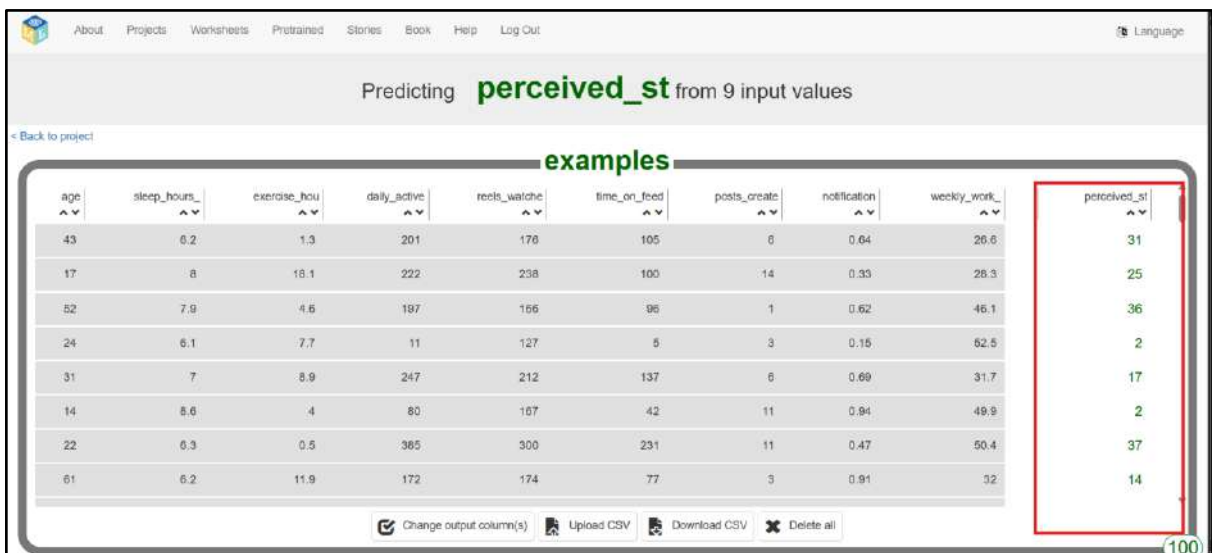 About Projects Worksheets Pretrained Stories Book Help Log Out Language
Predicting perceived_st from 9 input values
< Back to project
examples
age sleep_hours_ exercise_hou daily_active reels_watche time_on_feed posts_create notification weekly_work_ perceived_st
43 6.2 1.3 201 176 105 6 0.64 26.6 31
17 8 18.1 222 238 100 14 0.33 28.3 25
52 7.9 4.6 197 166 96 1 0.62 46.1 36
24 6.1 7.7 11 127 5 3 0.15 52.5 2
31 7 8.9 247 212 137 6 0.69 31.7 17
14 8.6 4 80 167 42 11 0.94 49.9 2
22 6.3 0.5 385 300 231 11 0.47 50.4 37
61 6.2 11.9 172 174 77 3 0.91 32 14
Change output column(s) Upload CSV Download CSV Delete all
100